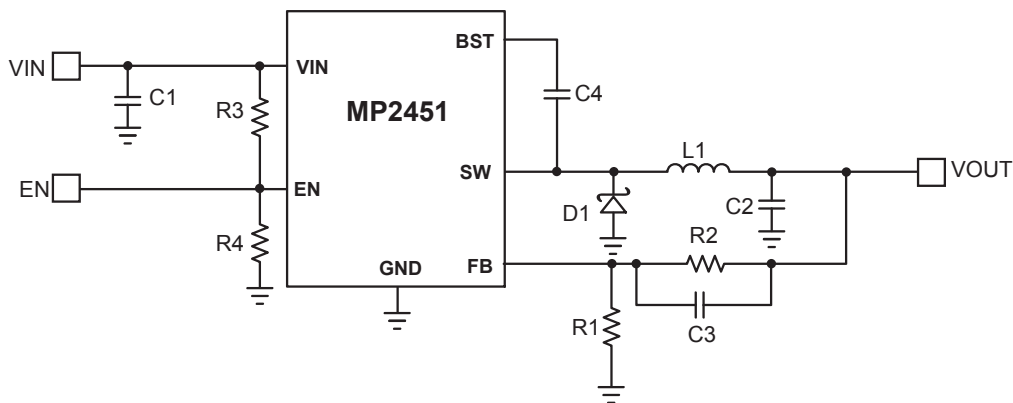 BST
VIN
VIN
C1
R3
MP2451
C4
L1
EN
EN
SW
VOUT
D1
C2
R4
GND
FB
R2
R1
C3